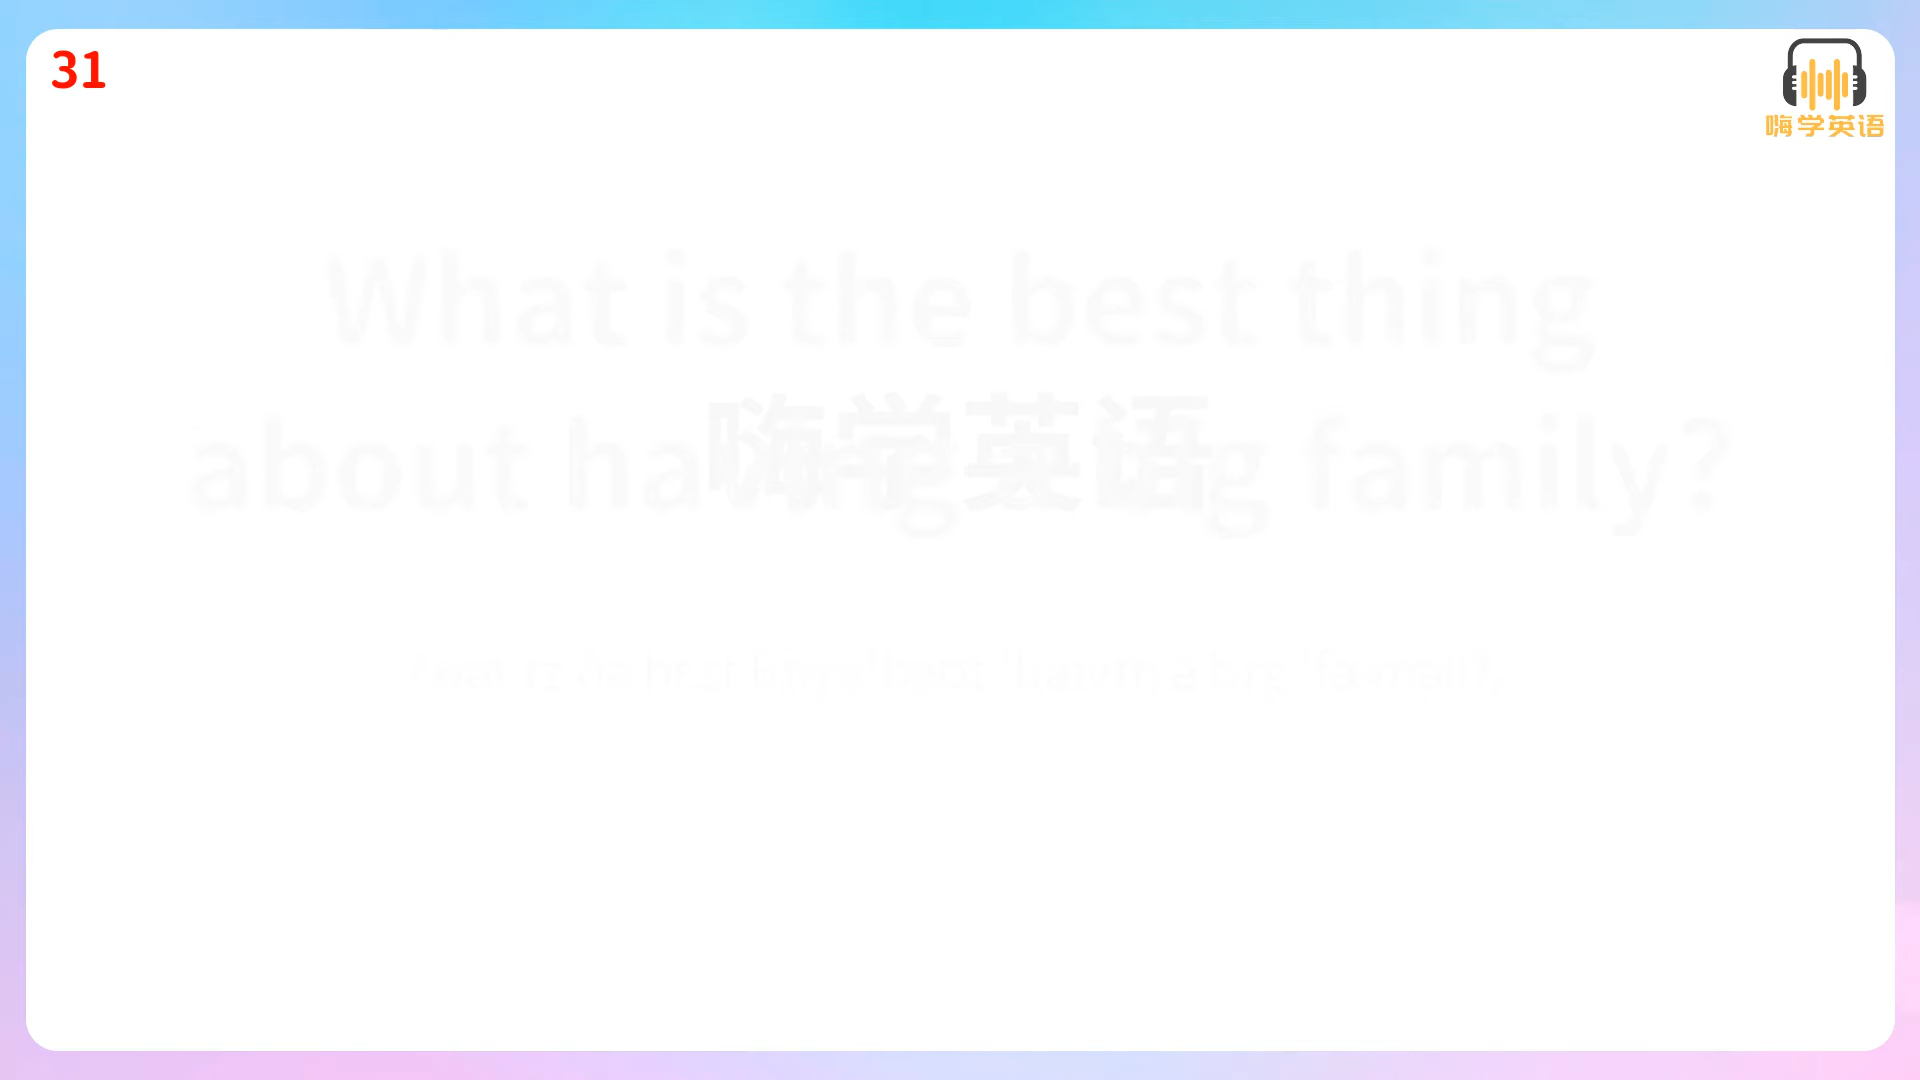 31
嗨学英语
What is the best thing
about having a big family?
嗨学英语